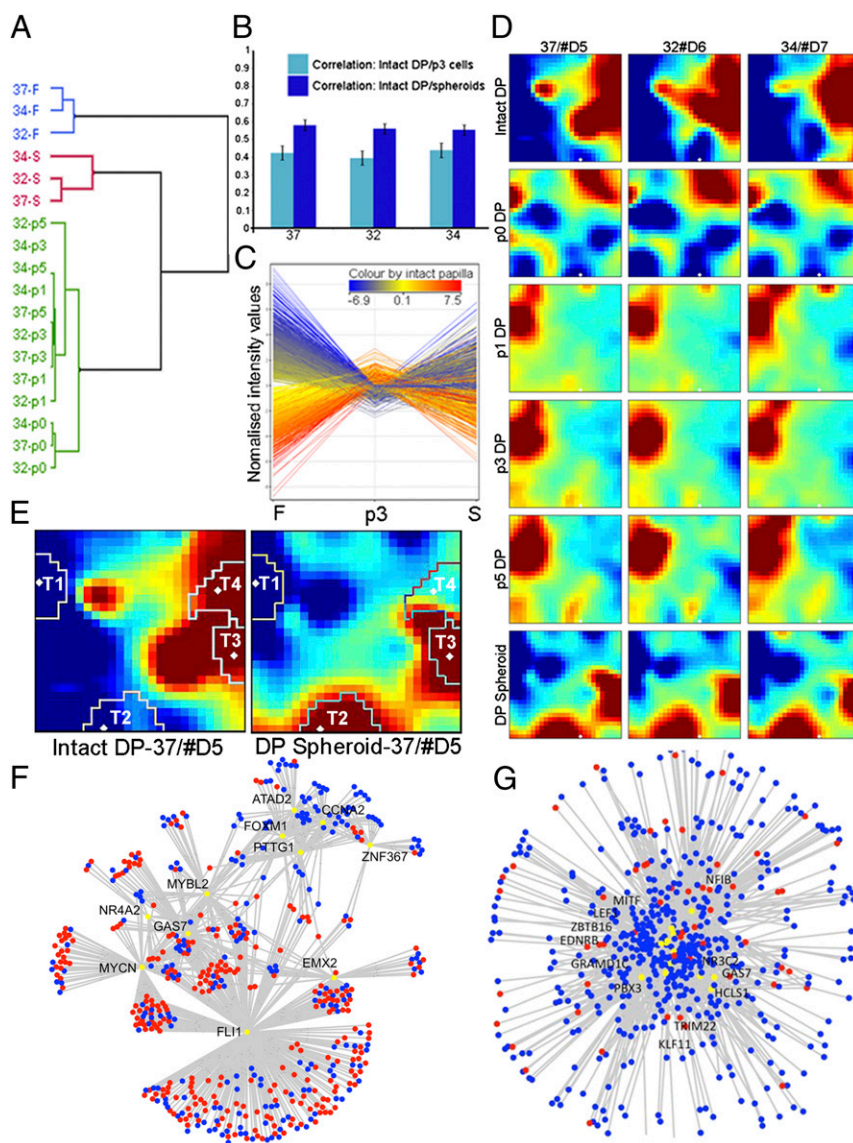 A
37-F
34-F
32-F
34-S
32-S
37-S
32-p5
34-p3
34-p5
34-p1
37-p5
32-p3
37-p3
37-p1
32-p1
34-p0
37-p0
32-p0
B
Correlation: Intact DP/p3 cells
Correlation: Intact DP/spheroids
1
0.9
0.8
0.7
0.6
0.5
0.4
0.3
0.2
0.1
0
37 32 34
C
Colour by intact papilla
-6.9 0.1 7.5
Normalised intensity values
F p3 S
D
37/#D5 32#D6 34/#D7
Intact DP
p0 DP
p1 DP
p3 DP
p5 DP
DP Spheroid
E
T1
T4
T3
T2
Intact DP-37/#D5
T1
T4
T3
T2
DP Spheroid-37/#D5
F
ATAD2
CCNA2
FOXM1
PTTG1
ZNF367
MYBL2
NR4A2
GAS7
MYCN
EMX2
FLI1
G
NFIB
MITF
LEF
ZBTB16
EDNRB
NR3C2
GRAMD1C
GAS7
PBX3
HCLS1
TRIM22
KLF11